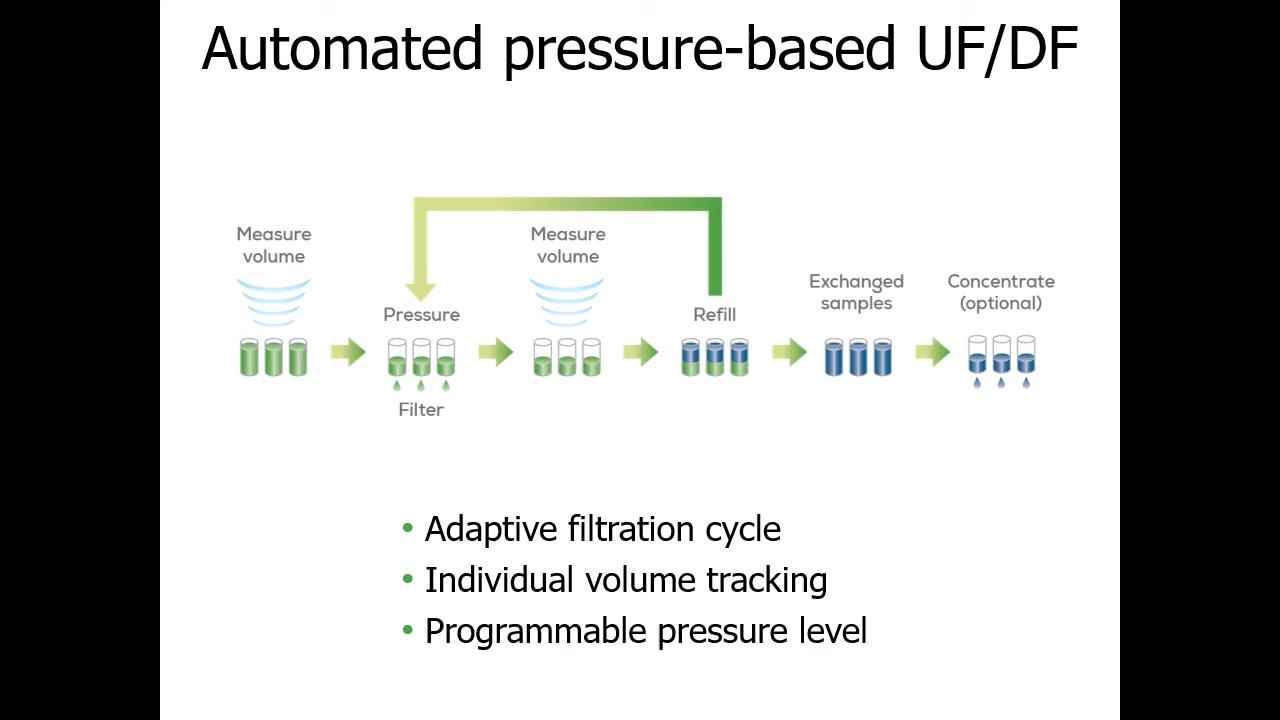 Automated pressure-based UF/DF
Measure
volume
Pressure
Filter
Measure
volume
Refill
Exchanged
samples
Concentrate
(optional)
• Adaptive filtration cycle
• Individual volume tracking
• Programmable pressure level